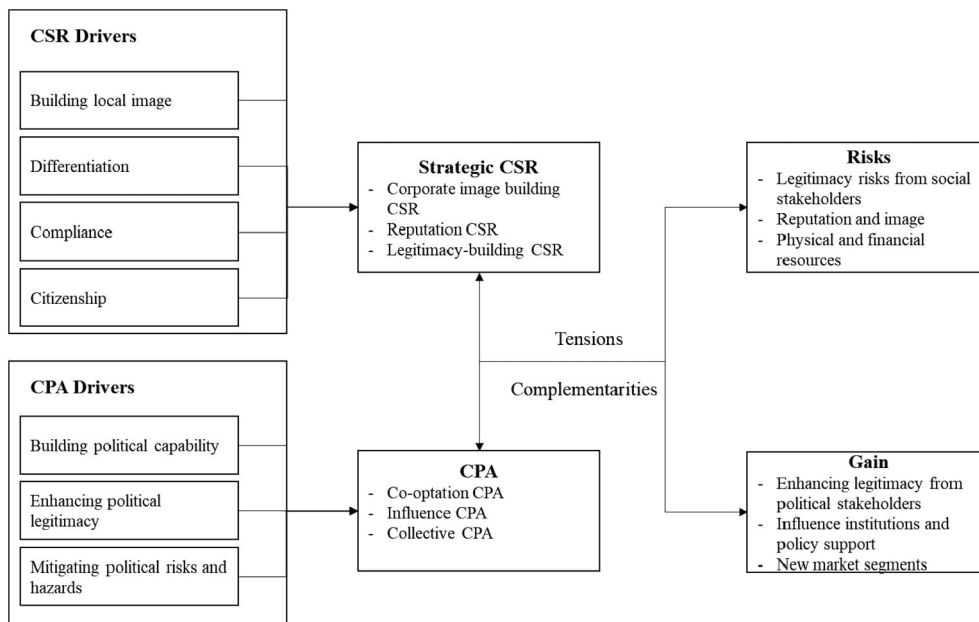 CSR Drivers
Building local image
Differentiation
Compliance
Citizenship
CPA Drivers
Building political capability
Enhancing political
legitimacy
Mitigating political risks and
hazards
Strategic CSR
- Corporate image building
CSR
- Reputation CSR
- Legitimacy-building CSR
Tensions
Complementarities
CPA
- Co-optation CPA
- Influence CPA
- Collective CPA
Risks
- Legitimacy risks from social
stakeholders
- Reputation and image
- Physical and financial
resources
Gain
- Enhancing legitimacy from
political stakeholders
- Influence institutions and
policy support
- New market segments